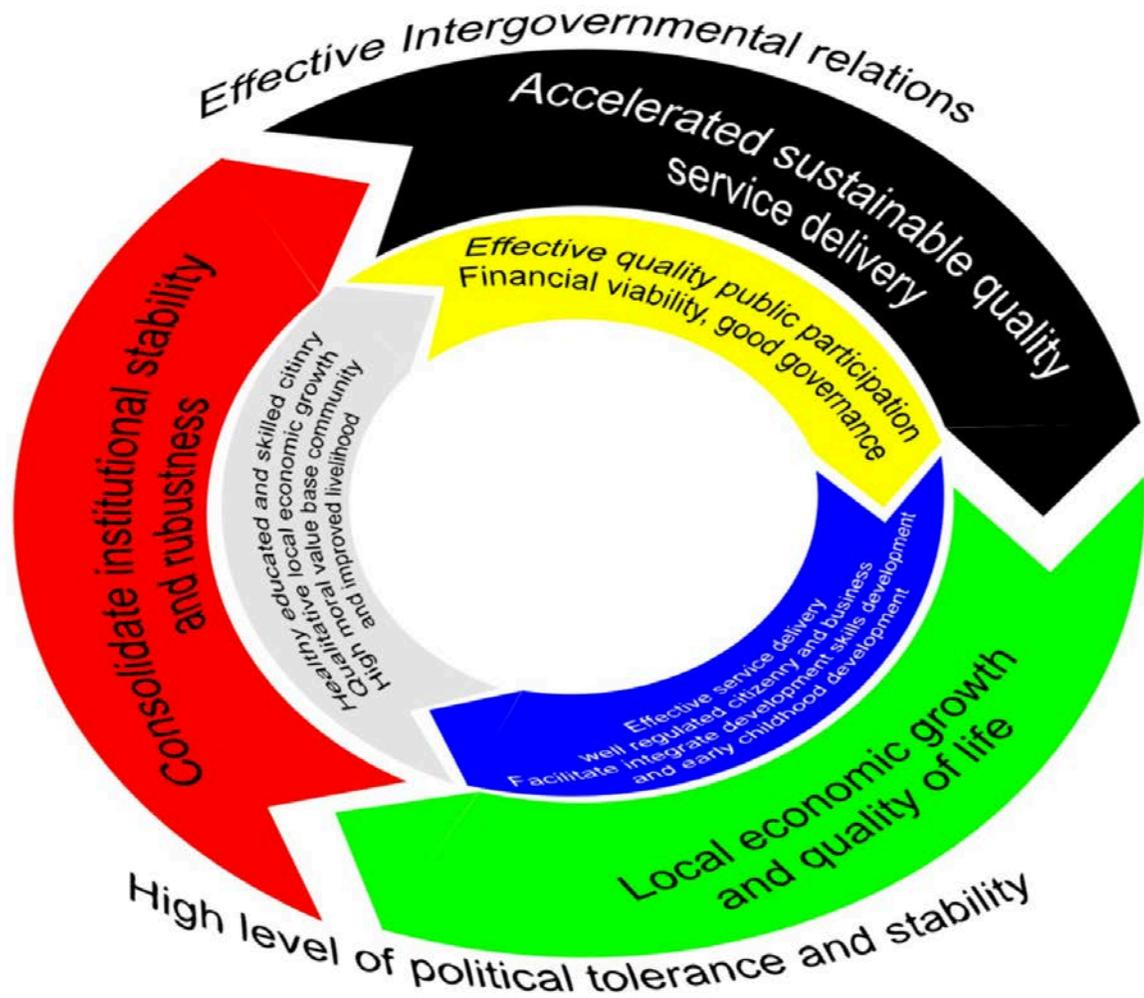 Effective Intergovernmental relations
Accelerated sustainable quality
service delivery
Effective quality public participation
Financial viability, good governance
Consolidate institutional stability
and rubustness
Healthy educated and skilled citinry
Qualitative local economic growth
High moral value base community
and improved livelihood
Effective service delivery
well regulated citizenry and business
Facilitate integrate development skills development
and early childhood development
Local economic growth
and quality of life
High level of political tolerance and stability